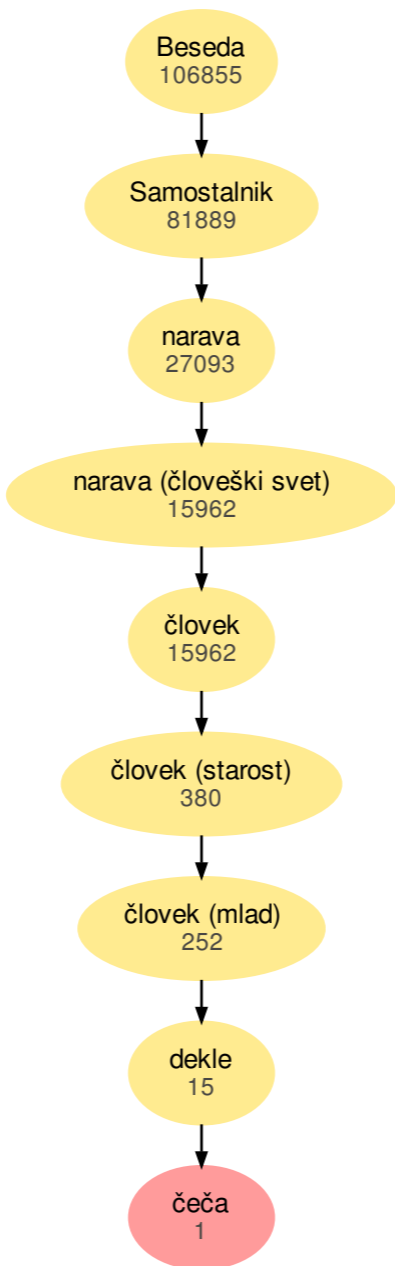 Beseda
106855
Samostalnik
81889
narava
27093
narava (človeški svet)
15962
človek
15962
človek (starost)
380
človek (mlad)
252
dekle
15
čeča
1